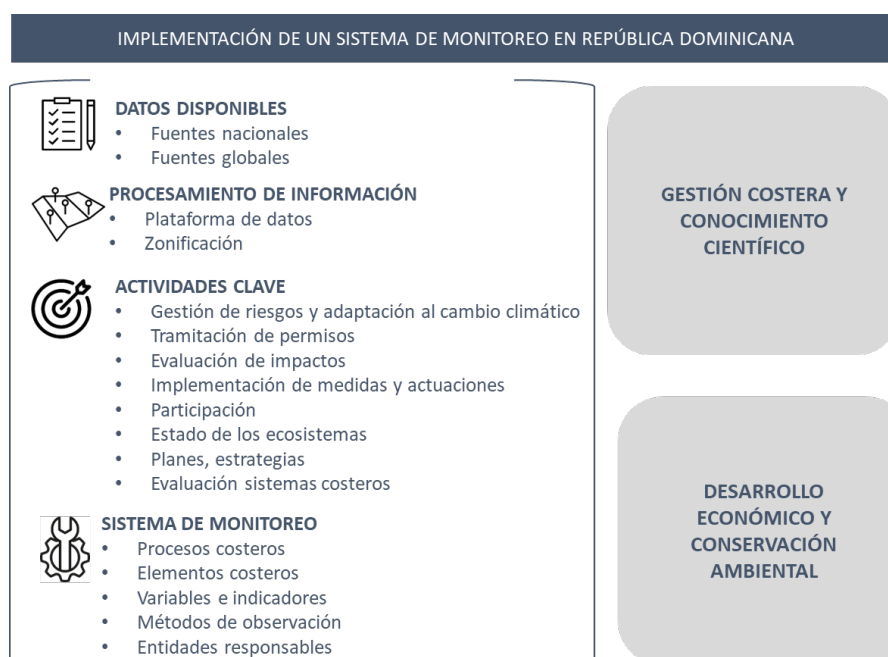 IMPLEMENTACIÓN DE UN SISTEMA DE MONITOREO EN REPÚBLICA DOMINICANA
DATOS DISPONIBLES
• Fuentes nacionales
• Fuentes globales
PROCESAMIENTO DE INFORMACIÓN
• Plataforma de datos
• Zonificación
ACTIVIDADES CLAVE
• Gestión de riesgos y adaptación al cambio climático
• Tramitación de permisos
• Evaluación de impactos
• Implementación de medidas y actuaciones
• Participación
• Estado de los ecosistemas
• Planes, estrategias
• Evaluación sistemas costeros
SISTEMA DE MONITOREO
• Procesos costeros
• Elementos costeros
• Variables e indicadores
• Métodos de observación
• Entidades responsables
GESTIÓN COSTERA Y
CONOCIMIENTO
CIENTÍFICO
DESARROLLO
ECONÓMICO Y
CONSERVACIÓN
AMBIENTAL